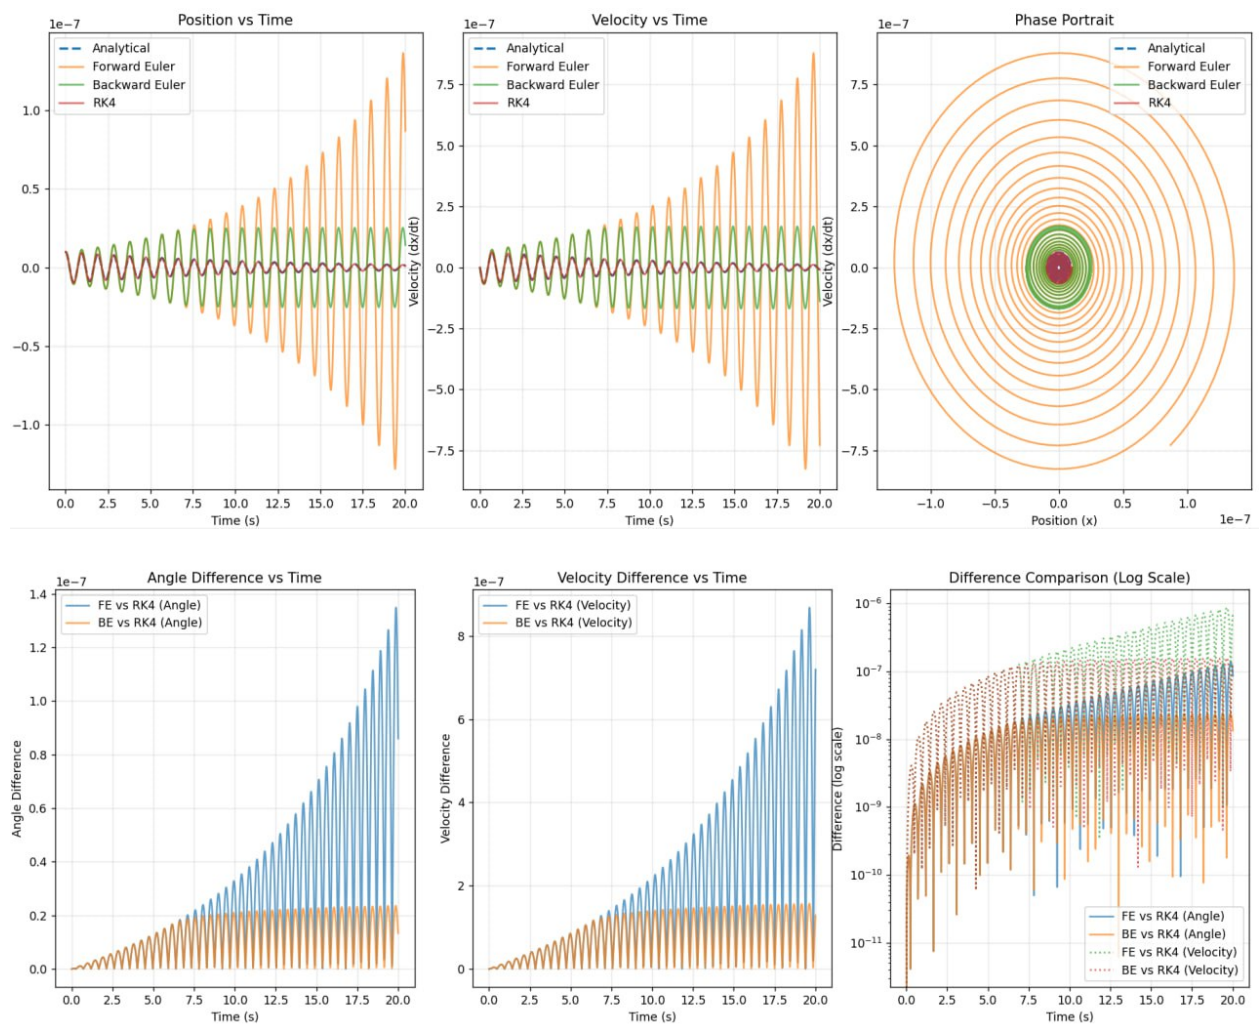 Position vs Time
1e−7
Analytical
Forward Euler
Backward Euler
RK4
1.0
0.5
0.0
−0.5
−1.0
0.0 2.5 5.0 7.5 10.0 12.5 15.0 17.5 20.0
Time (s)
Velocity vs Time
1e−7
Analytical
Forward Euler
Backward Euler
RK4
Velocity (dx/dt)
7.5
5.0
2.5
0.0
−2.5
−5.0
−7.5
0.0 2.5 5.0 7.5 10.0 12.5 15.0 17.5 20.0
Time (s)
Phase Portrait
1e−7
Analytical
Forward Euler
Backward Euler
RK4
Velocity (dx/dt)
7.5
5.0
2.5
0.0
−2.5
−5.0
−7.5
−1.0 −0.5 0.0 0.5 1.0
Position (x)
1e−7
Angle Difference vs Time
1e−7
FE vs RK4 (Angle)
BE vs RK4 (Angle)
Angle Difference
1.4
1.2
1.0
0.8
0.6
0.4
0.2
0.0
0.0 2.5 5.0 7.5 10.0 12.5 15.0 17.5 20.0
Time (s)
Velocity Difference vs Time
1e−7
FE vs RK4 (Velocity)
BE vs RK4 (Velocity)
Velocity Difference
8
6
4
2
0
0.0 2.5 5.0 7.5 10.0 12.5 15.0 17.5 20.0
Time (s)
Difference Comparison (Log Scale)
Difference (log scale)
10⁻⁶
10⁻⁷
10⁻⁸
10⁻⁹
10⁻¹⁰
10⁻¹¹
FE vs RK4 (Angle)
BE vs RK4 (Angle)
FE vs RK4 (Velocity)
BE vs RK4 (Velocity)
0.0 2.5 5.0 7.5 10.0 12.5 15.0 17.5 20.0
Time (s)